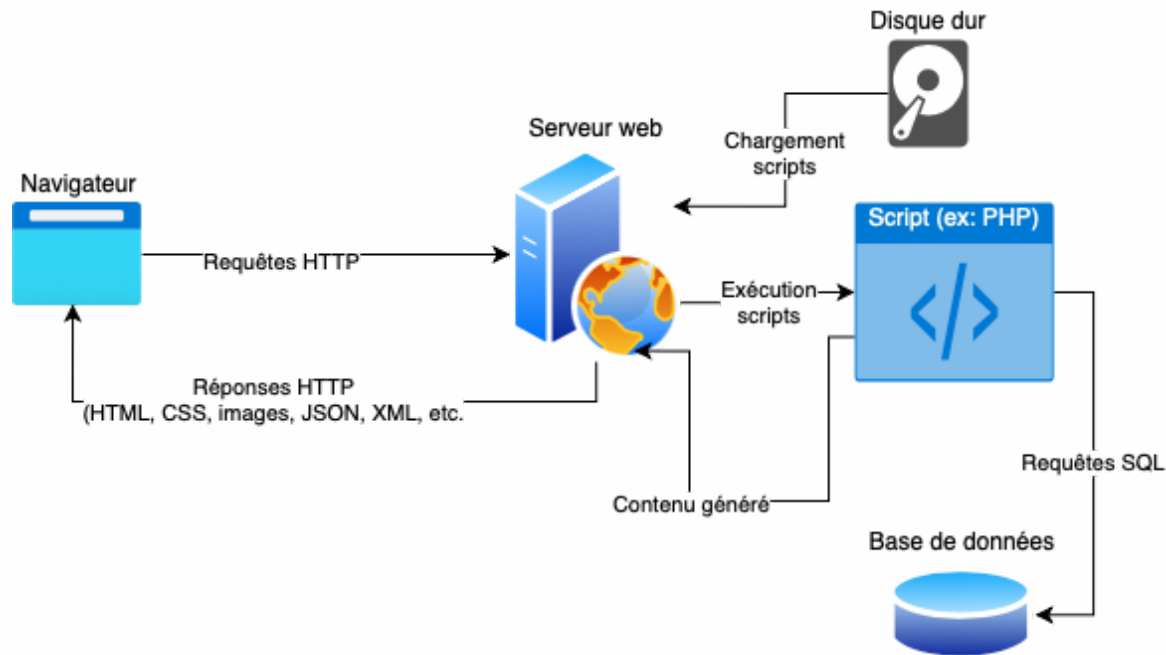 Disque dur
Serveur web
Chargement
scripts
Navigateur
Script (ex: PHP)
Requêtes HTTP
Exécution
scripts
Réponses HTTP
(HTML, CSS, images, JSON, XML, etc.
Requêtes SQL
Contenu généré
Base de données